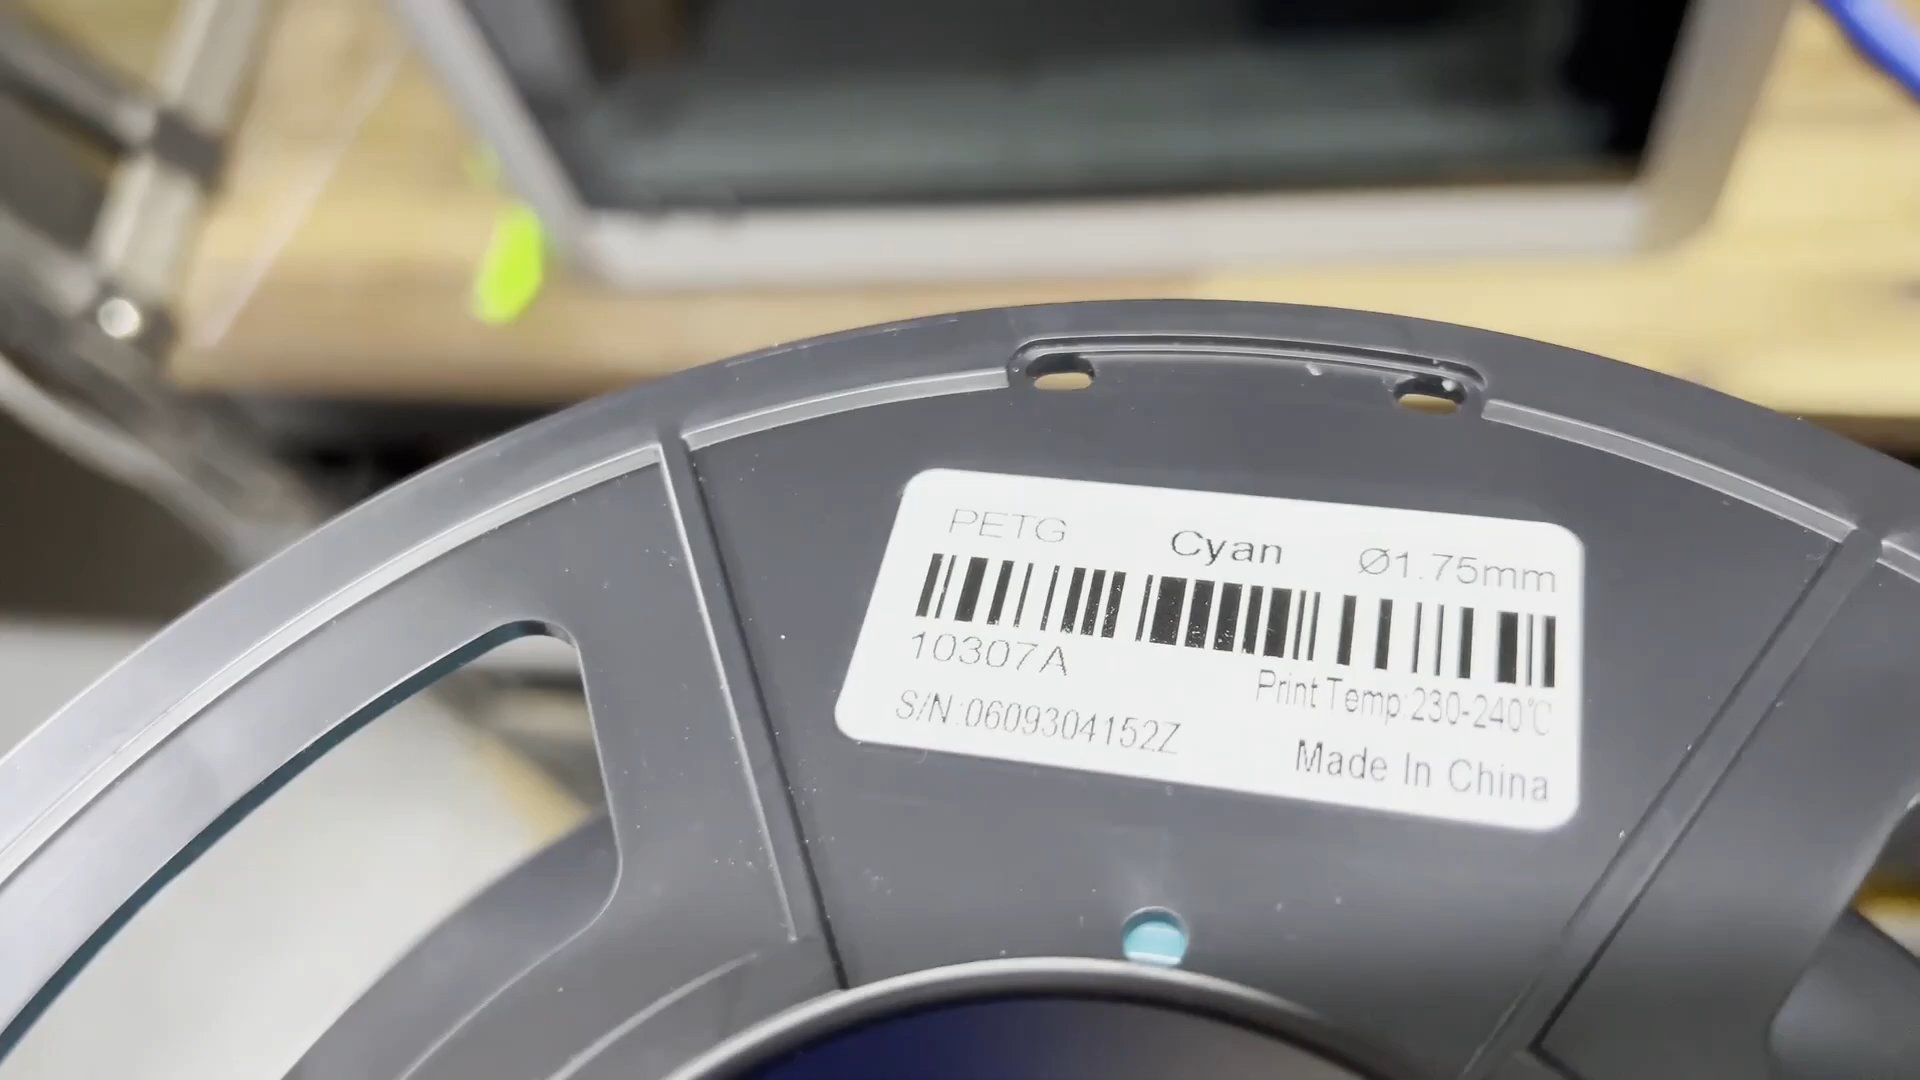 PETG Cyan Ø1.75mm
10307A
Print Temp:230-240℃
S/N:0609304152Z
Made In China